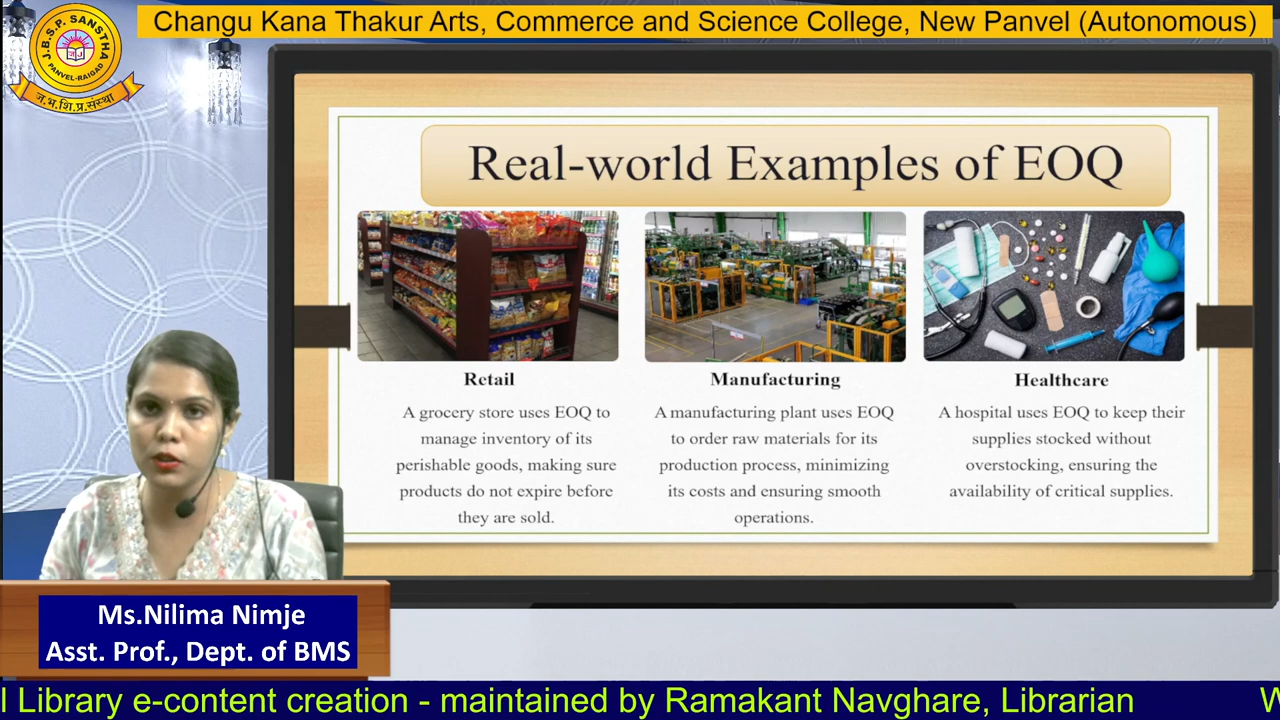 Changu Kana Thakur Arts, Commerce and Science College, New Panvel (Autonomous)
J.B.S.P. SANSTHA
PANVEL-RAIGAD
ज.भ.शि.प्र.संस्था
Real-world Examples of EOQ
Retail
A grocery store uses EOQ to
manage inventory of its
perishable goods, making sure
products do not expire before
they are sold.
Manufacturing
A manufacturing plant uses EOQ
to order raw materials for its
production process, minimizing
its costs and ensuring smooth
operations.
Healthcare
A hospital uses EOQ to keep their
supplies stocked without
overstocking, ensuring the
availability of critical supplies.
Ms.Nilima Nimje
Asst. Prof., Dept. of BMS
l Library e-content creation - maintained by Ramakant Navghare, Librarian W